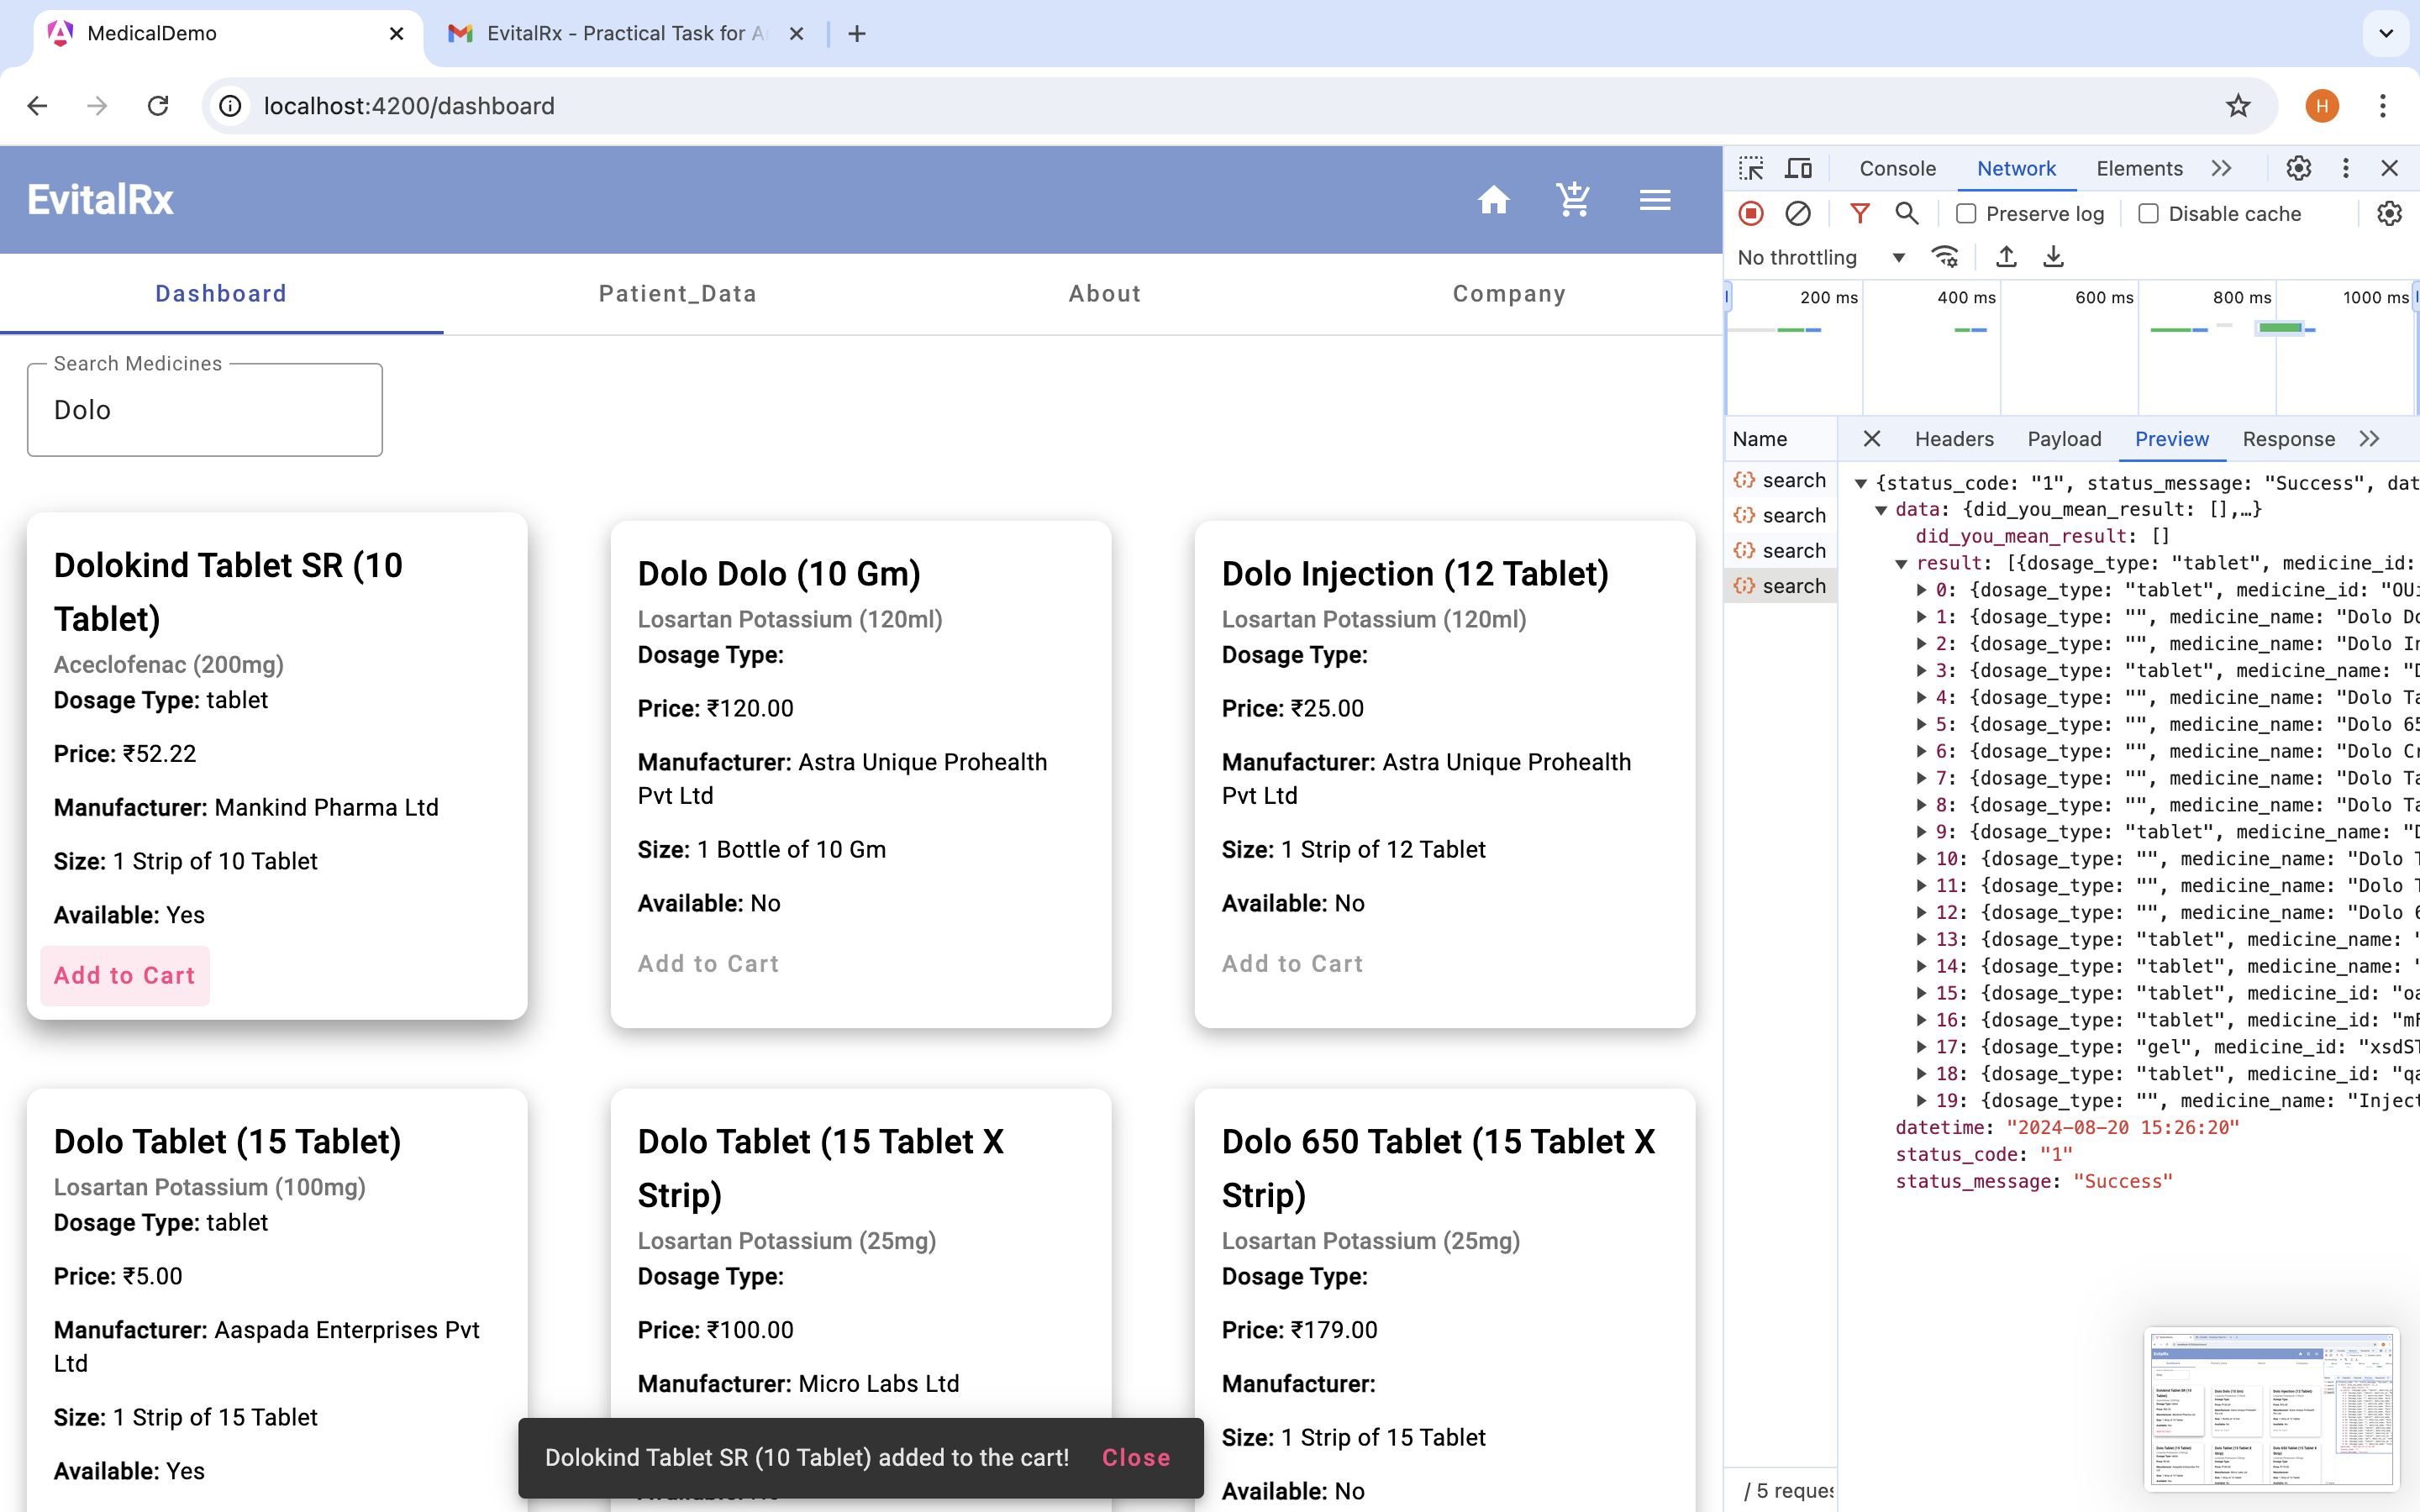 MedicalDemo
EvitalRx - Practical Task for A
localhost:4200/dashboard
H
EvitalRx
Dashboard
Patient_Data
About
Company
Search Medicines
Dolo
Dolokind Tablet SR (10
Tablet)
Aceclofenac (200mg)
Dosage Type: tablet
Price: ₹52.22
Manufacturer: Mankind Pharma Ltd
Size: 1 Strip of 10 Tablet
Available: Yes
Add to Cart
Dolo Dolo (10 Gm)
Losartan Potassium (120ml)
Dosage Type:
Price: ₹120.00
Manufacturer: Astra Unique Prohealth
Pvt Ltd
Size: 1 Bottle of 10 Gm
Available: No
Add to Cart
Dolo Injection (12 Tablet)
Losartan Potassium (120ml)
Dosage Type:
Price: ₹25.00
Manufacturer: Astra Unique Prohealth
Pvt Ltd
Size: 1 Strip of 12 Tablet
Available: No
Add to Cart
Dolo Tablet (15 Tablet)
Losartan Potassium (100mg)
Dosage Type: tablet
Price: ₹5.00
Manufacturer: Aaspada Enterprises Pvt
Ltd
Size: 1 Strip of 15 Tablet
Available: Yes
Dolo Tablet (15 Tablet X
Strip)
Losartan Potassium (25mg)
Dosage Type:
Price: ₹100.00
Manufacturer: Micro Labs Ltd
Dolo 650 Tablet (15 Tablet X
Strip)
Losartan Potassium (25mg)
Dosage Type:
Price: ₹179.00
Manufacturer:
Size: 1 Strip of 15 Tablet
Available: No
Dolokind Tablet SR (10 Tablet) added to the cart! Close
Console
Network
Elements
Preserve log
Disable cache
No throttling
200 ms
400 ms
600 ms
800 ms
1000 ms
Name
Headers
Payload
Preview
Response
search
search
search
search
{status_code: "1", status_message: "Success", dat
data: {did_you_mean_result: [],…}
did_you_mean_result: []
result: [{dosage_type: "tablet", medicine_id:
0: {dosage_type: "tablet", medicine_id: "OU
1: {dosage_type: "", medicine_name: "Dolo Do
2: {dosage_type: "", medicine_name: "Dolo In
3: {dosage_type: "tablet", medicine_name: "D
4: {dosage_type: "", medicine_name: "Dolo Ta
5: {dosage_type: "", medicine_name: "Dolo 65
6: {dosage_type: "", medicine_name: "Dolo Cr
7: {dosage_type: "", medicine_name: "Dolo Ta
8: {dosage_type: "", medicine_name: "Dolo Ta
9: {dosage_type: "tablet", medicine_name: "D
10: {dosage_type: "", medicine_name: "Dolo T
11: {dosage_type: "", medicine_name: "Dolo T
12: {dosage_type: "", medicine_name: "Dolo 6
13: {dosage_type: "tablet", medicine_name: "
14: {dosage_type: "tablet", medicine_name: "
15: {dosage_type: "tablet", medicine_id: "oa
16: {dosage_type: "tablet", medicine_id: "mF
17: {dosage_type: "gel", medicine_id: "xsdST
18: {dosage_type: "tablet", medicine_id: "qa
19: {dosage_type: "", medicine_name: "Inject
datetime: "2024-08-20 15:26:20"
status_code: "1"
status_message: "Success"
/ 5 reques